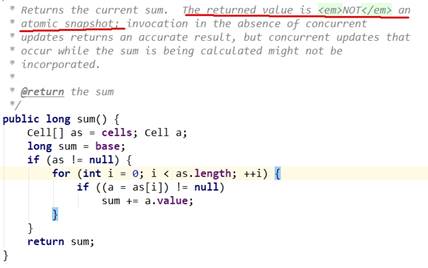 * Returns the current sum.  The returned value is <em>NOT</em> an
* atomic snapshot; invocation in the absence of concurrent
* updates returns an accurate result, but concurrent updates that
* occur while the sum is being calculated might not be
* incorporated.
*
* @return the sum
*/
public long sum() {
    Cell[] as = cells; Cell a;
    long sum = base;
    if (as != null) {
        for (int i = 0; i < as.length; ++i) {
            if ((a = as[i]) != null)
                sum += a.value;
        }
    }
    return sum;
}